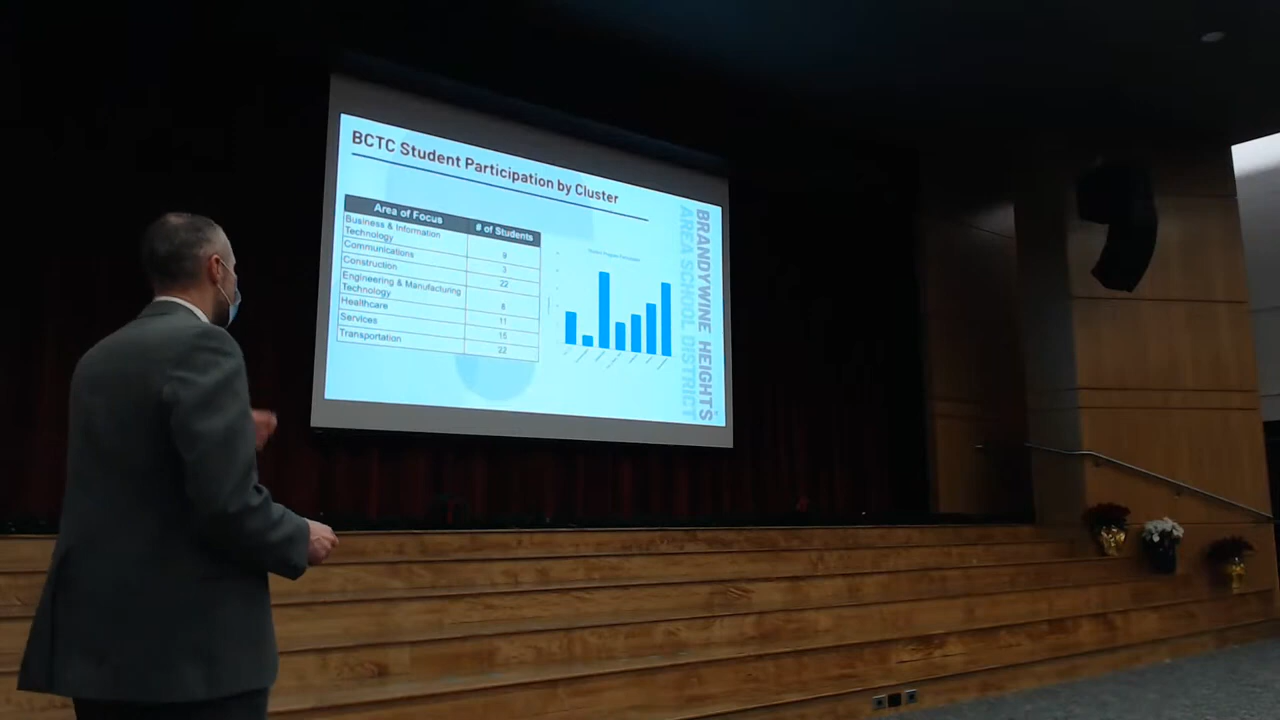 BCTC Student Participation by Cluster
Area of Focus # of Students
Business & Information
Technology 9
Communications 3
Construction 22
Engineering & Manufacturing
Technology 8
Healthcare 11
Services 15
Transportation 22
BRANDYWINE HEIGHTS
AREA SCHOOL DISTRICT